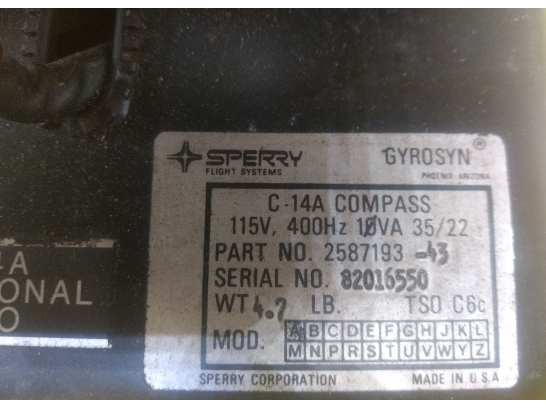 SPERRY
FLIGHT SYSTEMS
GYROSYN®
PHOENIX ARIZONA
C-14A COMPASS
115V, 400Hz 10VA 35/22
PART NO. 2587193-43
SERIAL NO. 82016550
WT 4.7 LB. TSO C6c
MOD. A B C D E F G H J K L
M N P R S T U V W Y Z
SPERRY CORPORATION MADE IN U.S.A
A
ONAL
O